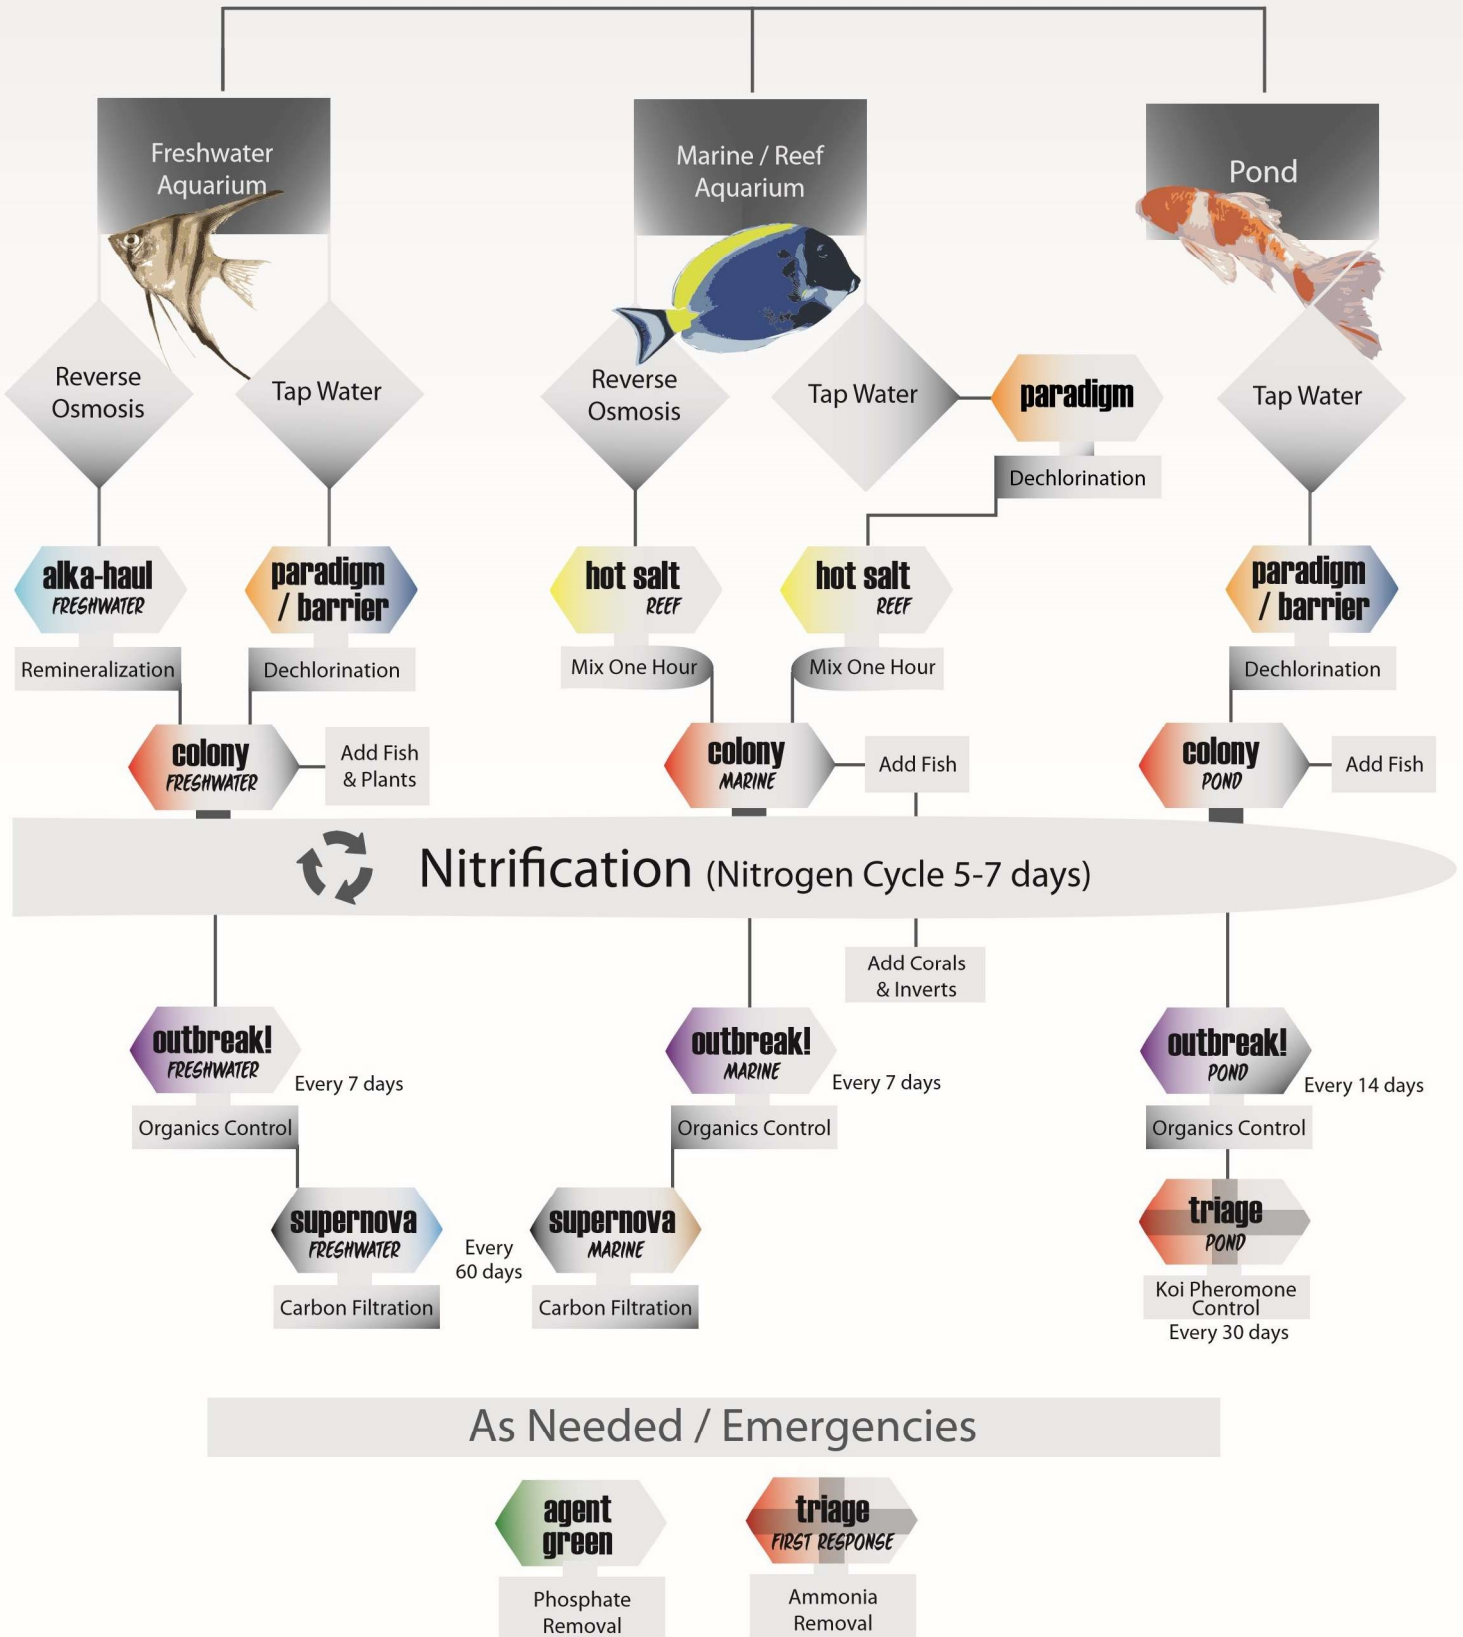 Freshwater
Aquarium
Marine / Reef
Aquarium
Pond
Reverse
Osmosis
Tap Water
Reverse
Osmosis
Tap Water
paradigm
Dechlorination
Tap Water
alka-haul
FRESHWATER
Remineralization
paradigm
/ barrier
Dechlorination
hot salt
REEF
Mix One Hour
hot salt
REEF
Mix One Hour
paradigm
/ barrier
Dechlorination
colony
FRESHWATER
Add Fish
& Plants
colony
MARINE
Add Fish
colony
POND
Add Fish
Nitrification (Nitrogen Cycle 5-7 days)
Add Corals
& Inverts
outbreak!
FRESHWATER
Every 7 days
Organics Control
outbreak!
MARINE
Every 7 days
Organics Control
outbreak!
POND
Every 14 days
Organics Control
supernova
FRESHWATER
Carbon Filtration
Every
60 days
supernova
MARINE
Carbon Filtration
triage
POND
Koi Pheromone
Control
Every 30 days
As Needed / Emergencies
agent
green
Phosphate
Removal
triage
FIRST RESPONSE
Ammonia
Removal